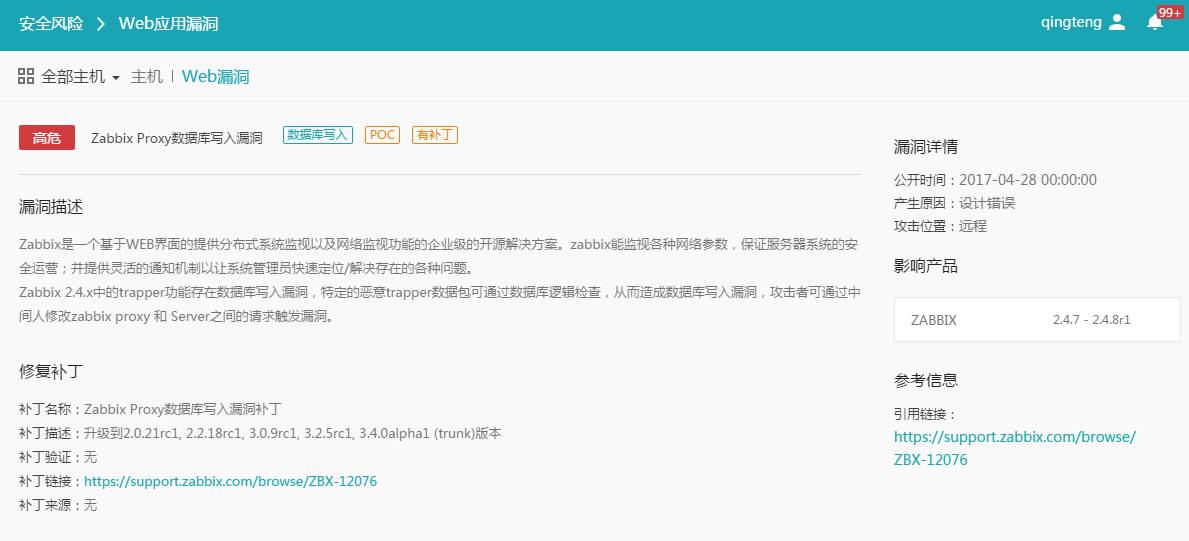 安全风险 > Web应用漏洞
qingteng
99+
全部主机 主机 | Web漏洞
高危 Zabbix Proxy数据库写入漏洞 数据库写入 POC 有补丁
漏洞描述
Zabbix是一个基于WEB界面的提供分布式系统监视以及网络监视功能的企业级的开源解决方案。zabbix能监视各种网络参数，保证服务器系统的安
全运营；并提供灵活的通知机制以让系统管理员快速定位/解决存在的各种问题。
Zabbix 2.4.x中的trapper功能存在数据库写入漏洞，特定的恶意trapper数据包可通过数据库逻辑检查，从而造成数据库写入漏洞，攻击者可通过中
间人修改zabbix proxy 和 Server之间的请求触发漏洞。
修复补丁
补丁名称：Zabbix Proxy数据库写入漏洞补丁
补丁描述：升级到2.0.21rc1, 2.2.18rc1, 3.0.9rc1, 3.2.5rc1, 3.4.0alpha1 (trunk)版本
补丁验证：无
补丁链接：https://support.zabbix.com/browse/ZBX-12076
补丁来源：无
漏洞详情
公开时间：2017-04-28 00:00:00
产生原因：设计错误
攻击位置：远程
影响产品
ZABBIX 2.4.7 - 2.4.8r1
参考信息
引用链接：
https://support.zabbix.com/browse/
ZBX-12076